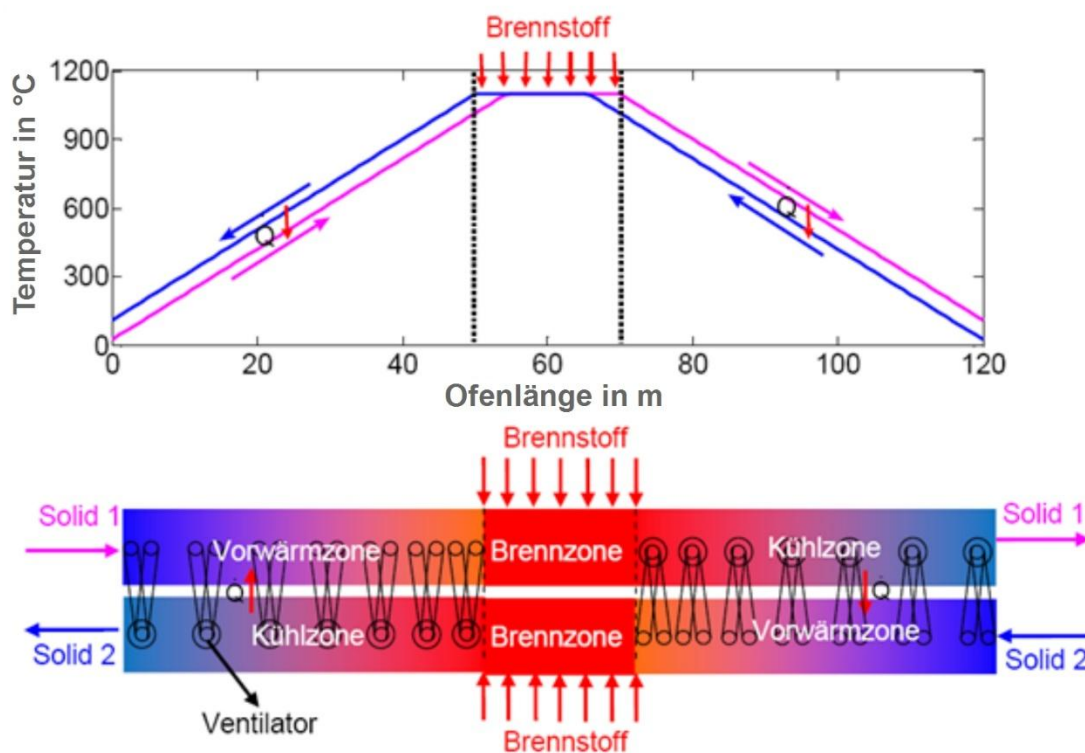 Brennstoff
1200
900
600
300
0
Temperatur in °C
Q
Q
0
20
40
60
80
100
120
Ofenlänge in m
Brennstoff
Solid 1
Vorwärmzone
Brennzone
Kühlzone
Solid 1
Q
Q
Solid 2
Kühlzone
Brennzone
Vorwärmzone
Solid 2
Ventilator
Brennstoff